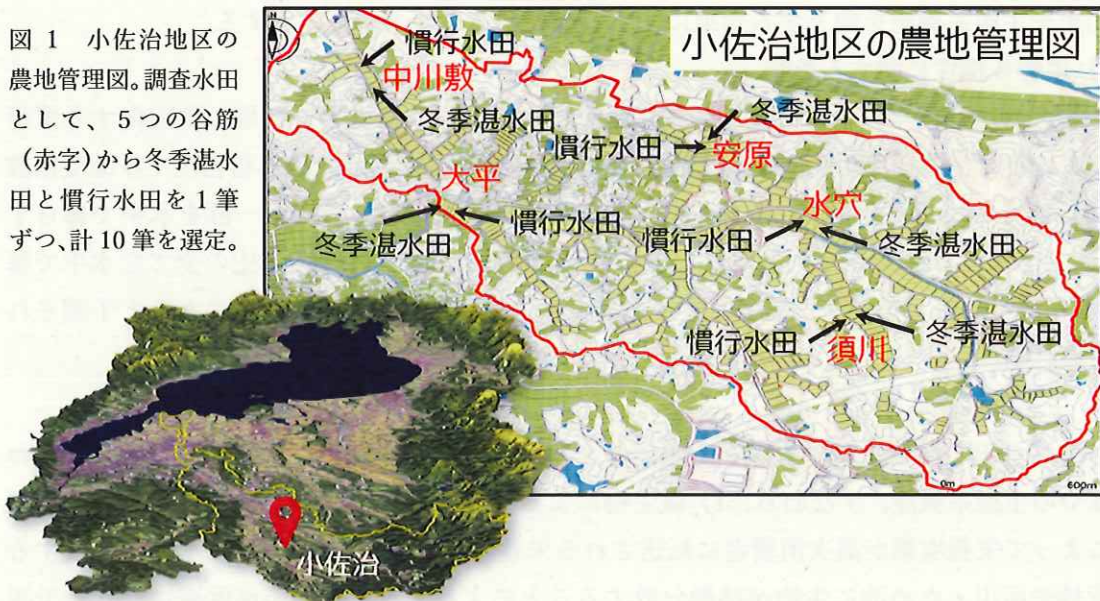 図 1　小佐治地区の
農地管理図。調査水田
として、5つの谷筋
(赤字)から冬季湛水
田と慣行水田を1筆
ずつ、計10筆を選定。
小佐治地区の農地管理図
N
慣行水田
中川敷
冬季湛水田
冬季湛水田
慣行水田
安原
大平
水穴
慣行水田
冬季湛水田
慣行水田
冬季湛水田
慣行水田
須川
冬季湛水田
0m
600m
小佐治